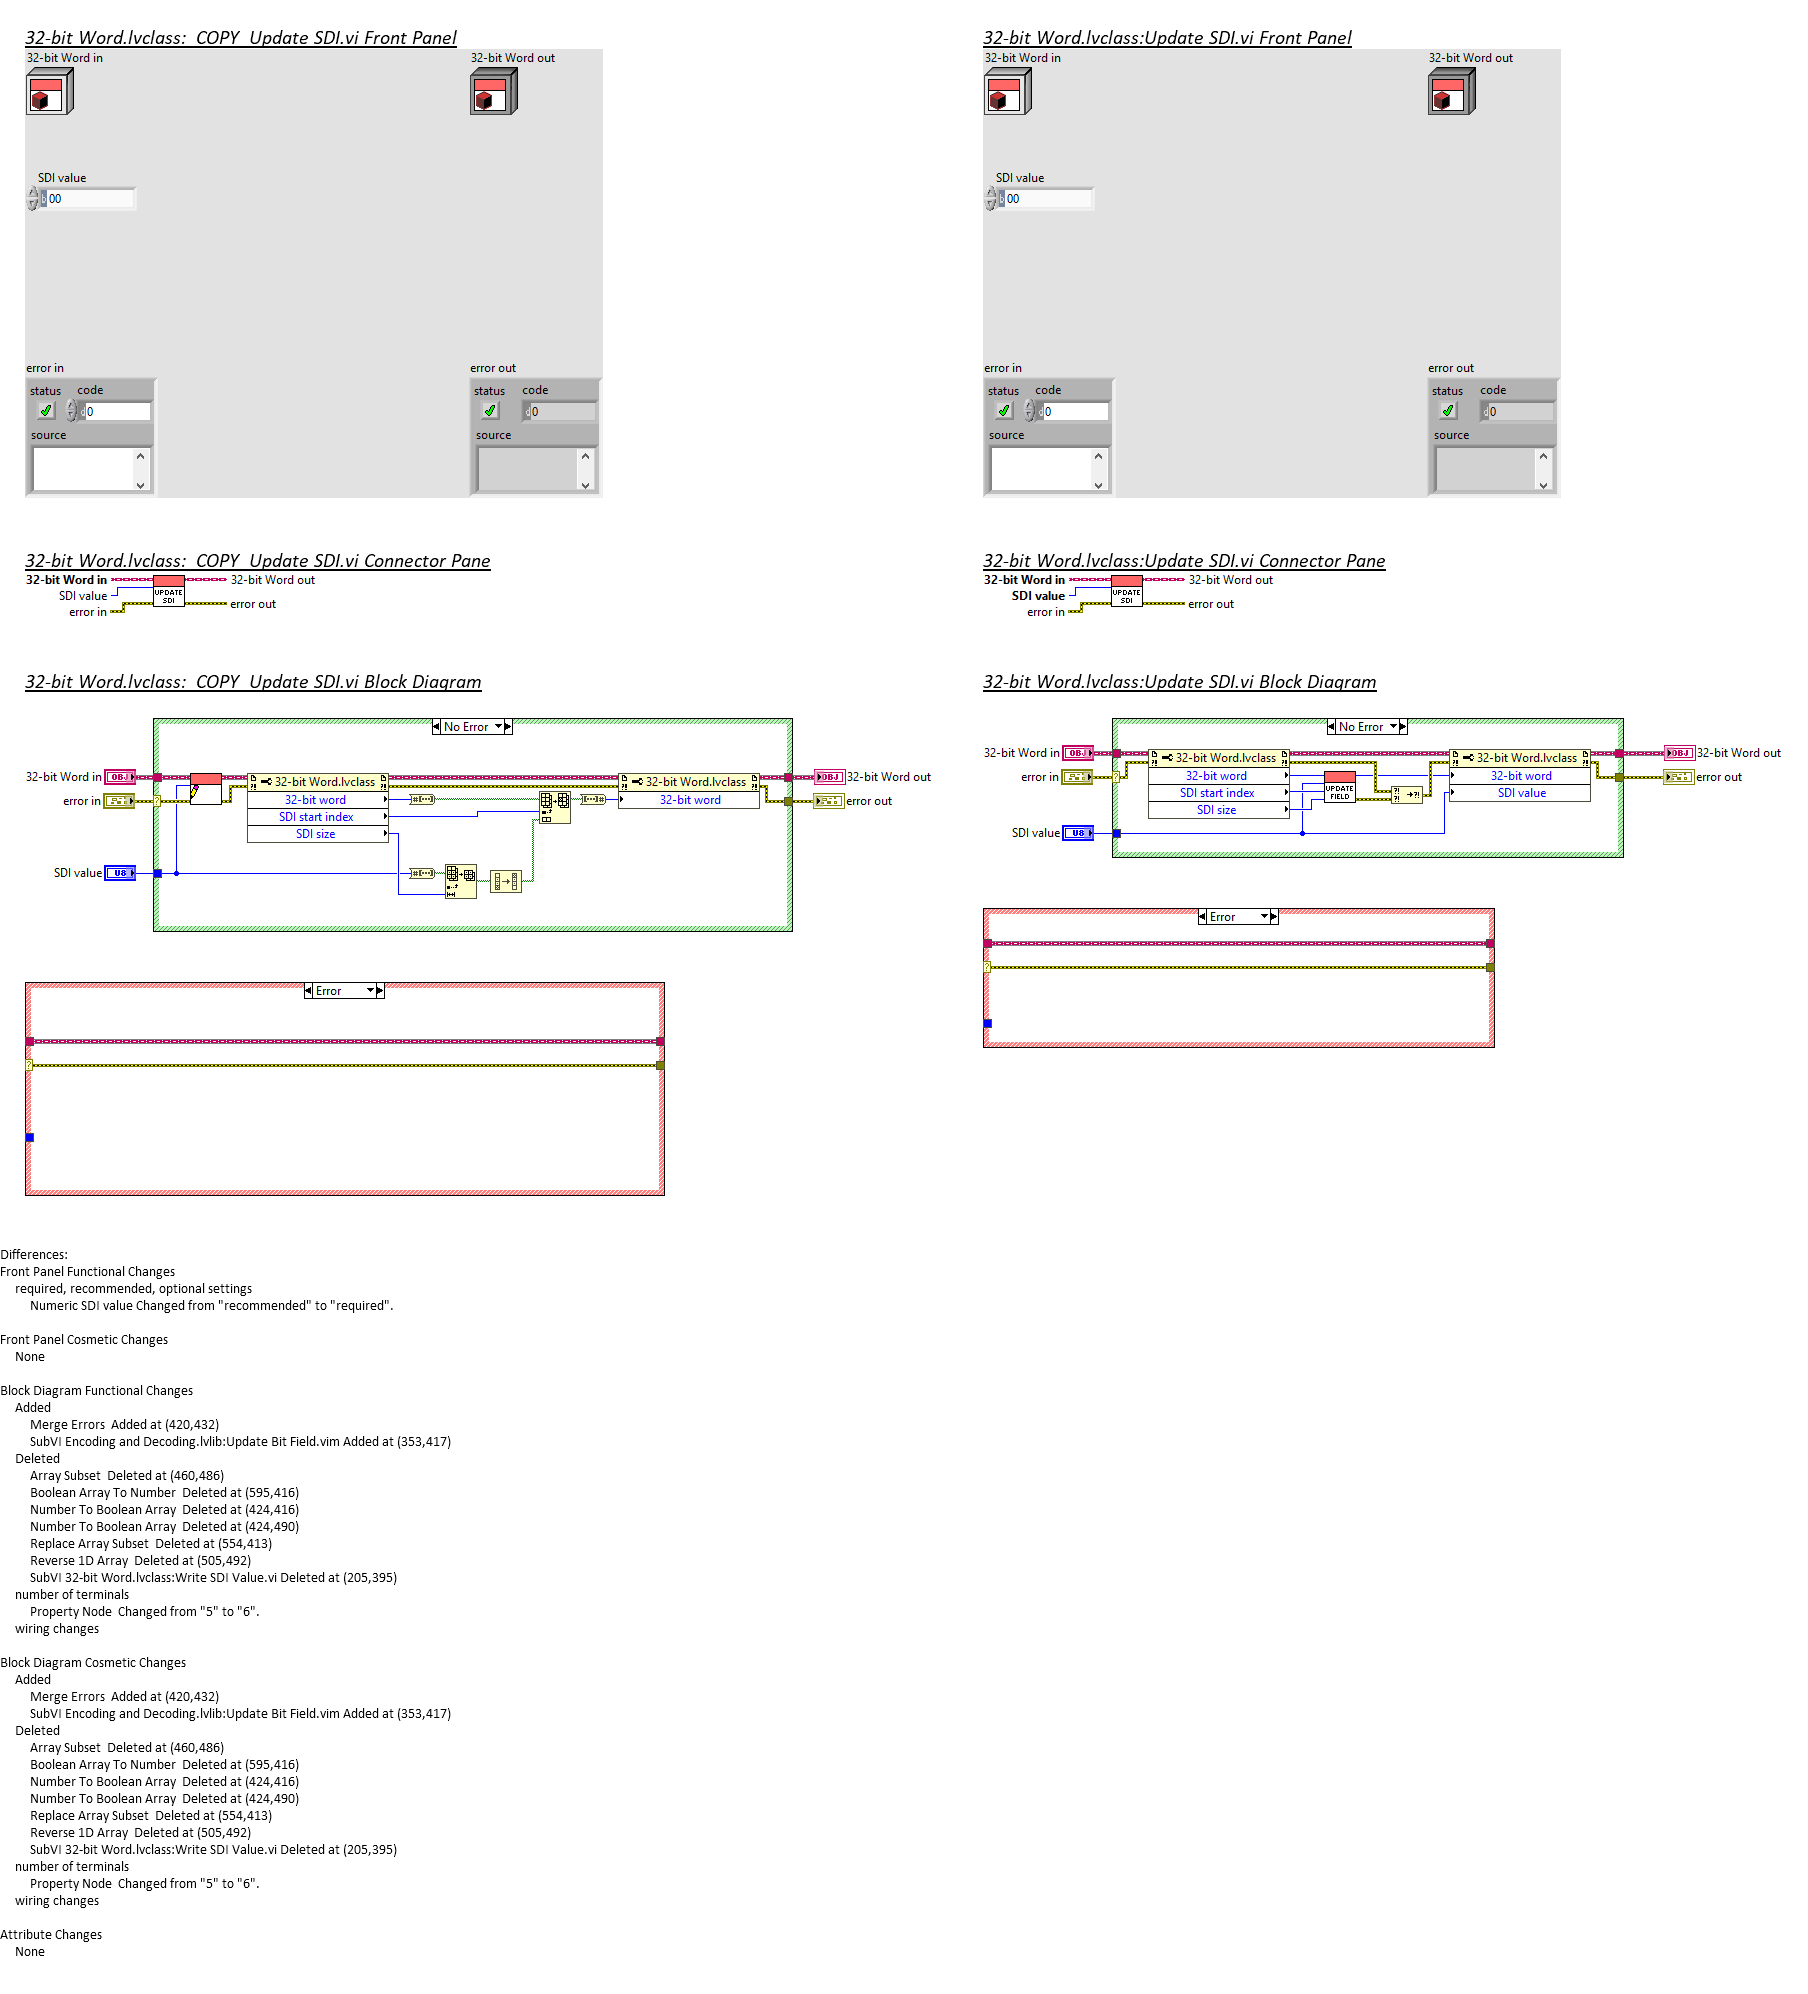 32-bit Word.lvclass:  COPY  Update SDI.vi Front Panel
32-bit Word in
32-bit Word out
SDI value
b 00
error in
status
code
d 0
source
error out
status
code
d 0
source
32-bit Word.lvclass:Update SDI.vi Front Panel
32-bit Word in
32-bit Word out
SDI value
b 00
error in
status
code
d 0
source
error out
status
code
d 0
source
32-bit Word.lvclass:  COPY  Update SDI.vi Connector Pane
32-bit Word in
SDI value
error in
UPDATE
SDI
32-bit Word out
error out
32-bit Word.lvclass:Update SDI.vi Connector Pane
32-bit Word in
SDI value
error in
UPDATE
SDI
32-bit Word out
error out
32-bit Word.lvclass:  COPY  Update SDI.vi Block Diagram
No Error
32-bit Word in
OBJ
error in
?
SDI value
U8
?!
32-bit Word.lvclass
?!
32-bit word
SDI start index
SDI size
?!
32-bit Word.lvclass
?!
32-bit word
OBJ
32-bit Word out
error out
Error
?
32-bit Word.lvclass:Update SDI.vi Block Diagram
No Error
32-bit Word in
OBJ
error in
?
SDI value
U8
?!
32-bit Word.lvclass
?!
32-bit word
SDI start index
SDI size
UPDATE
FIELD
?!
?!
?!
?!
32-bit Word.lvclass
?!
32-bit word
SDI value
OBJ
32-bit Word out
error out
Error
?
Differences:
Front Panel Functional Changes
required, recommended, optional settings
Numeric SDI value Changed from "recommended" to "required".
Front Panel Cosmetic Changes
None
Block Diagram Functional Changes
Added
Merge Errors  Added at (420,432)
SubVI Encoding and Decoding.lvlib:Update Bit Field.vim Added at (353,417)
Deleted
Array Subset  Deleted at (460,486)
Boolean Array To Number  Deleted at (595,416)
Number To Boolean Array  Deleted at (424,416)
Number To Boolean Array  Deleted at (424,490)
Replace Array Subset  Deleted at (554,413)
Reverse 1D Array  Deleted at (505,492)
SubVI 32-bit Word.lvclass:Write SDI Value.vi Deleted at (205,395)
number of terminals
Property Node  Changed from "5" to "6".
wiring changes
Block Diagram Cosmetic Changes
Added
Merge Errors  Added at (420,432)
SubVI Encoding and Decoding.lvlib:Update Bit Field.vim Added at (353,417)
Deleted
Array Subset  Deleted at (460,486)
Boolean Array To Number  Deleted at (595,416)
Number To Boolean Array  Deleted at (424,416)
Number To Boolean Array  Deleted at (424,490)
Replace Array Subset  Deleted at (554,413)
Reverse 1D Array  Deleted at (505,492)
SubVI 32-bit Word.lvclass:Write SDI Value.vi Deleted at (205,395)
number of terminals
Property Node  Changed from "5" to "6".
wiring changes
Attribute Changes
None